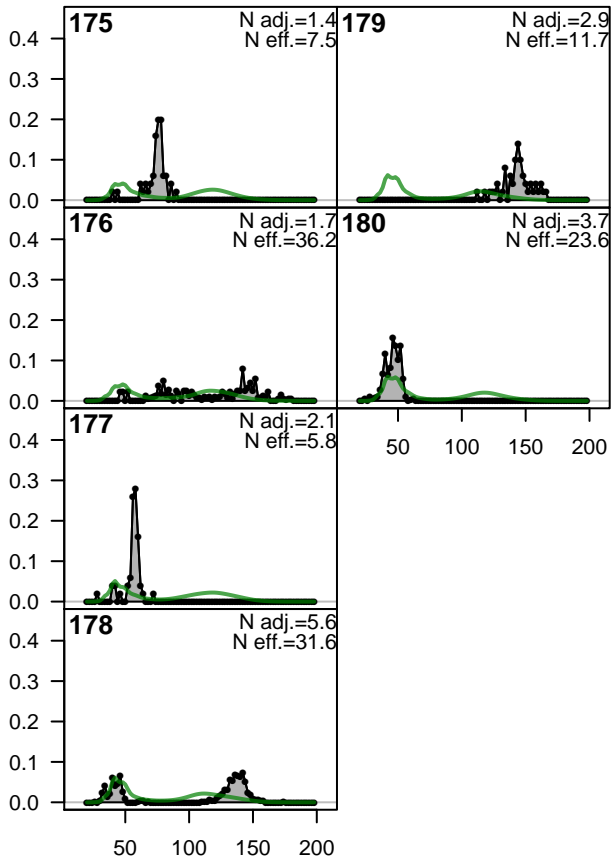 175
N adj.=1.4
N eff.=7.5
179
N adj.=2.9
N eff.=11.7
0.4
0.3
0.2
0.1
0.0
176
N adj.=1.7
N eff.=36.2
180
N adj.=3.7
N eff.=23.6
0.4
0.3
0.2
0.1
0.0
50 100 150 200
177
N adj.=2.1
N eff.=5.8
0.4
0.3
0.2
0.1
0.0
178
N adj.=5.6
N eff.=31.6
0.4
0.3
0.2
0.1
0.0
50 100 150 200